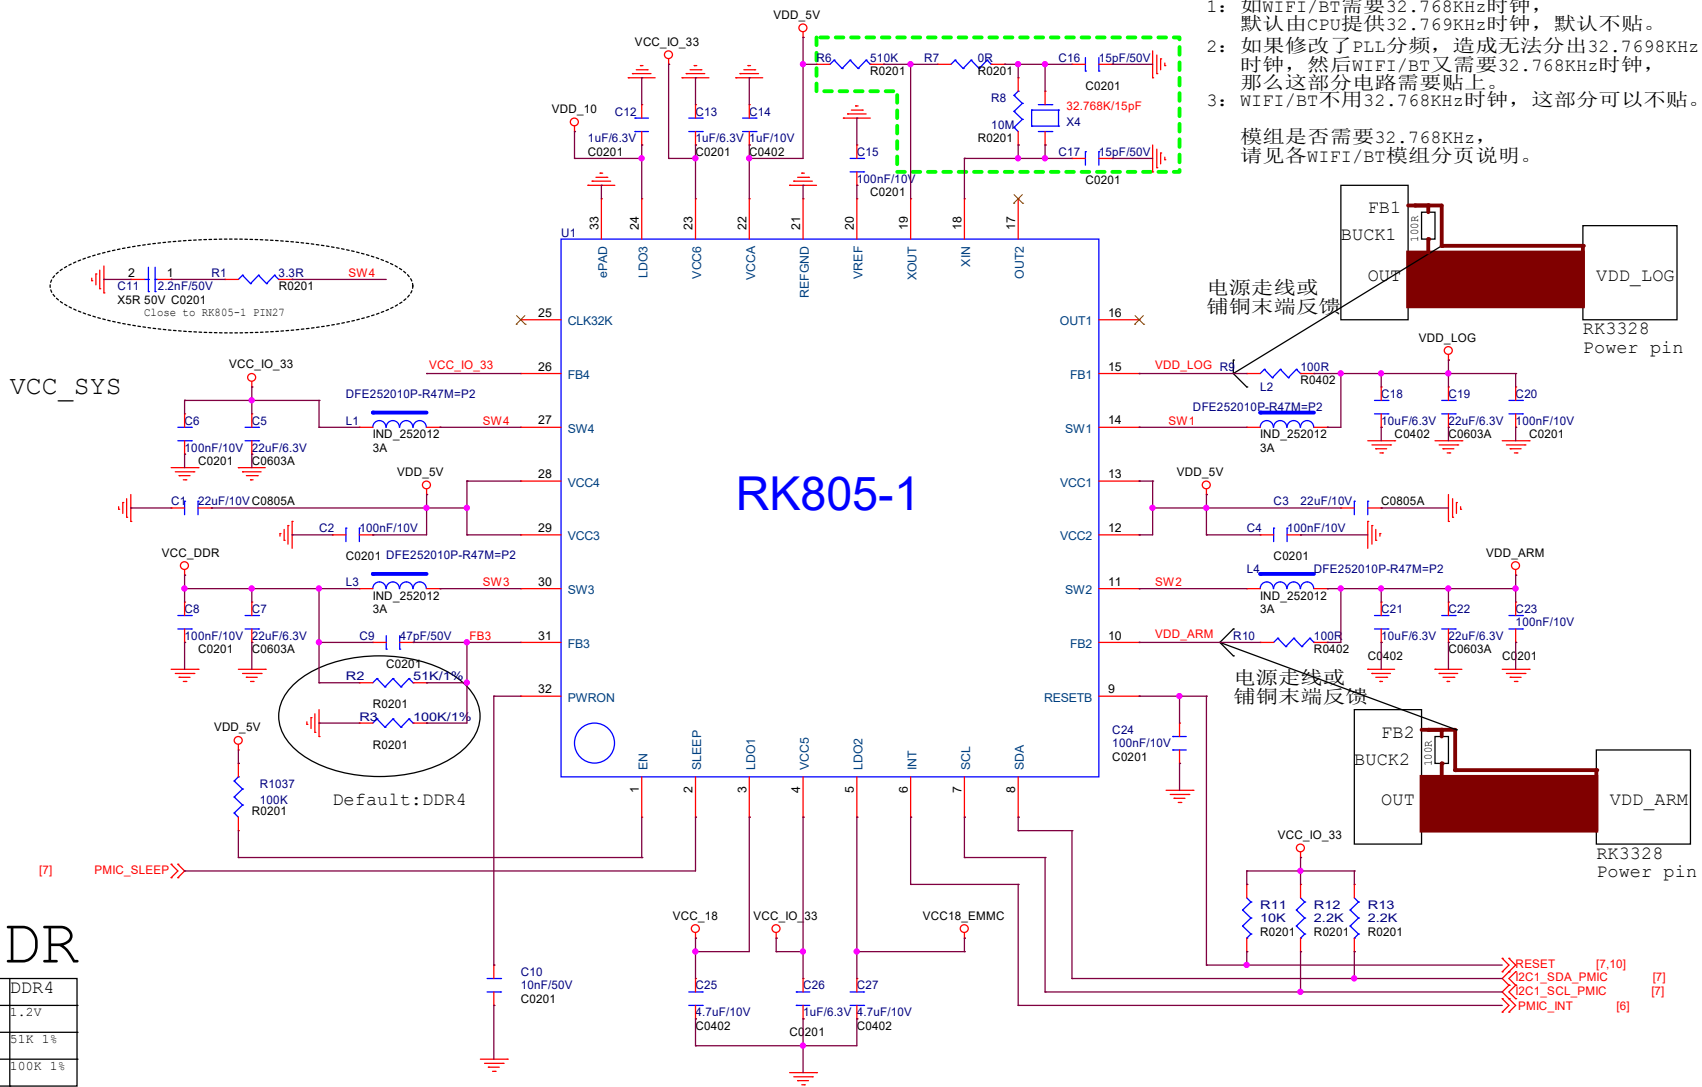 1: 如WIFI/BT需要32.768KHz时钟,
默认由CPU提供32.769KHz时钟, 默认不贴。
2: 如果修改了PLL分频, 造成无法分出32.7698KHz
时钟, 然后WIFI/BT又需要32.768KHz时钟,
那么这部分电路需要贴上。
3: WIFI/BT不用32.768KHz时钟, 这部分可以不贴。
模组是否需要32.768KHz,
请见各WIFI/BT模组分页说明。
VDD_5V
VCC_IO_33
VDD_10
C12
1uF/6.3V
C0201
C13
1uF/6.3V
C0201
C14
1uF/10V
C0402
R6
510K
R0201
R7
0R
R0201
C16
15pF/50V
C0201
R8
10M
R0201
32.768K/15pF
X4
C15
100nF/10V
C0201
C17
15pF/50V
C0201
33
24
23
22
21
20
19
18
17
U1
ePAD
LDO3
VCC6
VCCA
REFGND
VREF
XOUT
XIN
OUT2
2
1
C11
2.2nF/50V
X5R 50V C0201
R1
3.3R
R0201
SW4
Close to RK805-1 PIN27
FB1
BUCK1
100R
OUT
VDD_LOG
RK3328
Power pin
电源走线或
铺铜末端反馈
VCC_SYS
25
CLK32K
VCC_IO_33
26
FB4
VCC_IO_33
C6
100nF/10V
C0201
C5
22uF/6.3V
C0603A
DFE252010P-R47M=P2
L1
IND_252012
3A
SW4
27
SW4
VDD_5V
28
VCC4
C1
22uF/10V
C0805A
C2
100nF/10V
C0201
29
VCC3
VCC_DDR
DFE252010P-R47M=P2
L3
IND_252012
3A
SW3
30
SW3
C8
100nF/10V
C0201
C7
22uF/6.3V
C0603A
C9
47pF/50V
C0201
FB3
31
FB3
R2
51K/1%
R0201
R3
100K/1%
R0201
32
PWRON
Default:DDR4
RK805-1
OUT1
16
FB1
15
VDD_LOG
R9
100R
R0402
VDD_LOG
L2
DFE252010P-R47M=P2
IND_252012
3A
SW1
14
SW1
C18
10uF/6.3V
C0402
C19
22uF/6.3V
C0603A
C20
100nF/10V
C0201
VCC1
13
VDD_5V
C3
22uF/10V
C0805A
C4
100nF/10V
C0201
VCC2
12
SW2
11
SW2
L4
DFE252010P-R47M=P2
IND_252012
3A
VDD_ARM
C21
10uF/6.3V
C0402
C22
22uF/6.3V
C0603A
C23
100nF/10V
C0201
FB2
10
VDD_ARM
R10
100R
R0402
电源走线或
铺铜末端反馈
RESETB
9
C24
100nF/10V
C0201
FB2
BUCK2
100R
OUT
VDD_ARM
RK3328
Power pin
VDD_5V
R1037
100K
R0201
EN
SLEEP
LDO1
VCC5
LDO2
INT
SCL
SDA
1
2
3
4
5
6
7
8
[7]
PMIC_SLEEP
C10
10nF/50V
C0201
VCC_18
VCC_IO_33
VCC18_EMMC
C25
4.7uF/10V
C0402
C26
1uF/6.3V
C0201
C27
4.7uF/10V
C0402
VCC_IO_33
R11
10K
R0201
R12
2.2K
R0201
R13
2.2K
R0201
RESET
[7,10]
I2C1_SDA_PMIC
[7]
I2C1_SCL_PMIC
[7]
PMIC_INT
[6]
DR
DDR4
1.2V
51K 1%
100K 1%